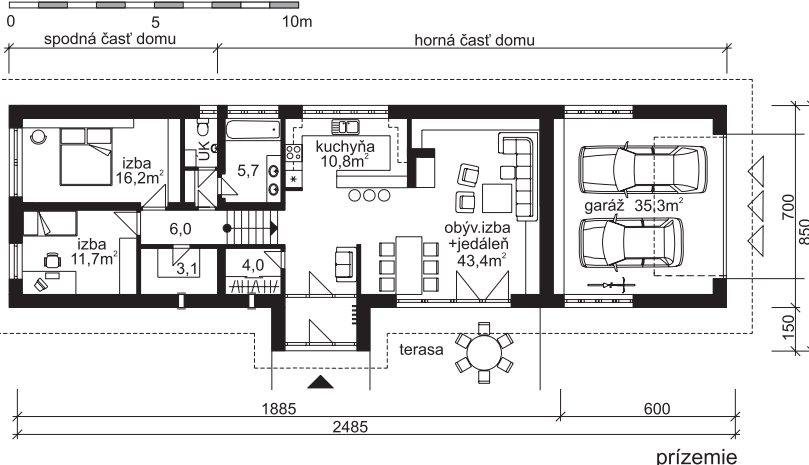 0 5 10m
spodná časť domu horná časť domu
izba
16,2m²
ÚK
5,7
kuchyňa
10,8m²
*
garáž 35,3m²
700
850
izba
11,7m²
6,0
3,1
4,0
obýv.izba
+jedáleň
43,4m²
terasa
150
1885 600
2485
prízemie